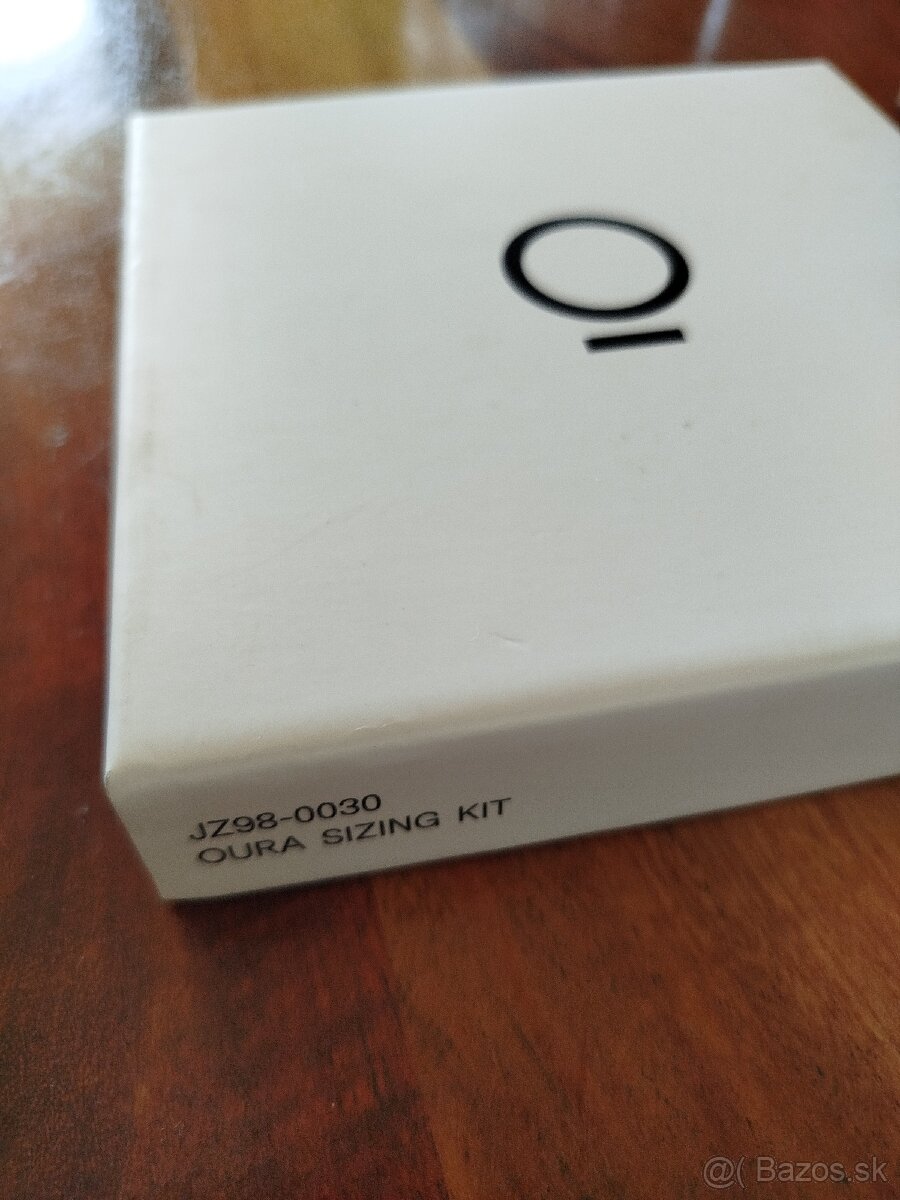 JZ98-0030
OURA SIZING KIT
@( Bazos.sk